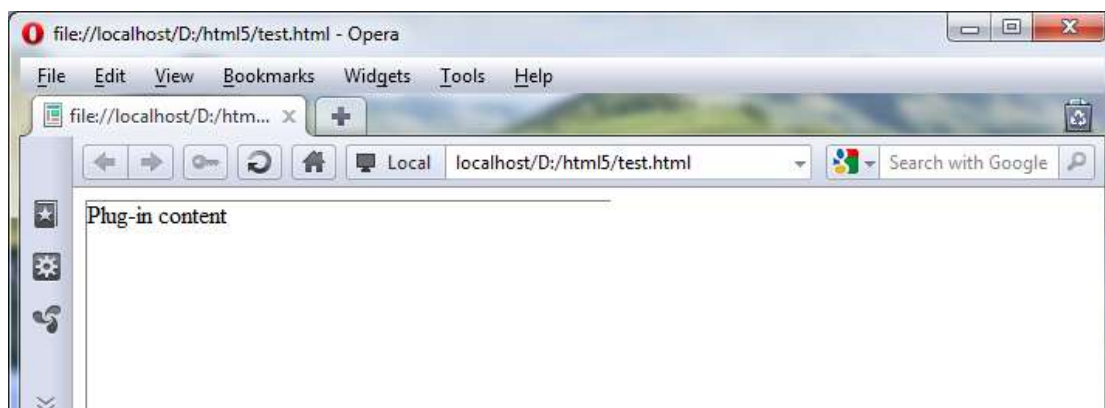 file://localhost/D:/html5/test.html - Opera
File Edit View Bookmarks Widgets Tools Help
file://localhost/D:/htm...
Local localhost/D:/html5/test.html Search with Google
Plug-in content